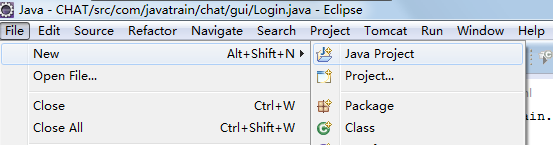 Java - CHAT/src/com/javatrain/chat/gui/Login.java - Eclipse
File Edit Source Refactor Navigate Search Project Tomcat Run Window Help
New Alt+Shift+N Java Project
Open File... Project...
Close Ctrl+W Package
Close All Ctrl+Shift+W Class
ain.